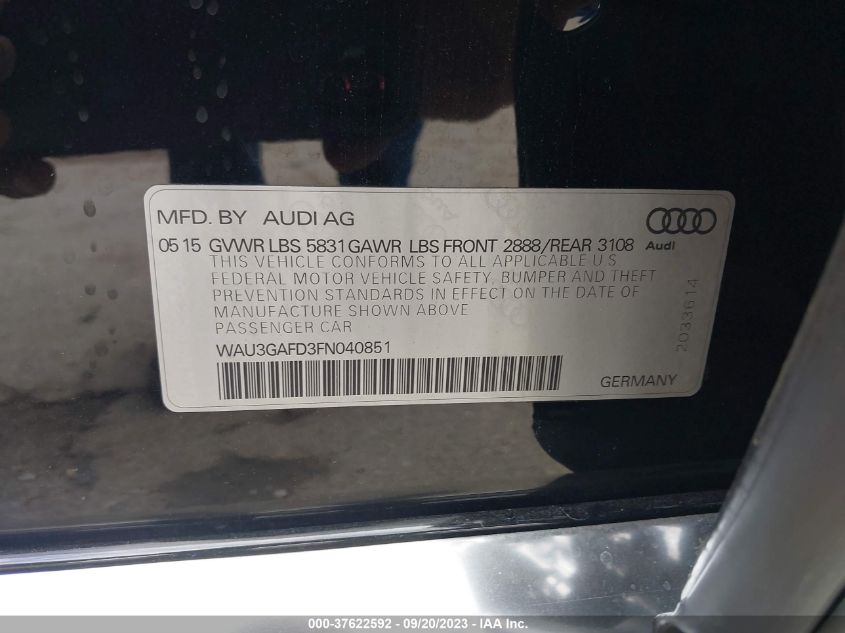 MFD. BY AUDI AG
05 15 GVWR LBS 5831 GAWR LBS FRONT 2888/REAR 3108
Audi
THIS VEHICLE CONFORMS TO ALL APPLICABLE U S
FEDERAL MOTOR VEHICLE SAFETY, BUMPER AND THEFT
PREVENTION STANDARDS IN EFFECT ON THE DATE OF
MANUFACTURE SHOWN ABOVE
PASSENGER CAR
WAU3GAFD3FN040851
GERMANY
2033614
000-37622592 - 09/20/2023 - IAA Inc.